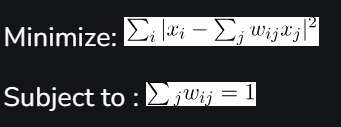 Minimize: ∑ᵢ |xᵢ − ∑ⱼ wᵢⱼxⱼ|²
Subject to : ∑ ⱼwᵢⱼ = 1